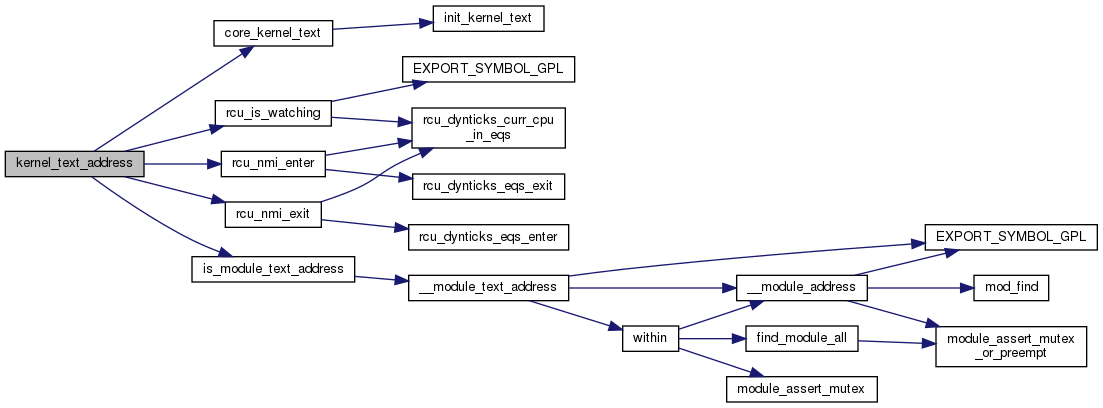 core_kernel_text
init_kernel_text
EXPORT_SYMBOL_GPL
rcu_is_watching
rcu_dynticks_curr_cpu
_in_eqs
kernel_text_address
rcu_nmi_enter
rcu_dynticks_eqs_exit
rcu_nmi_exit
rcu_dynticks_eqs_enter
is_module_text_address
__module_text_address
EXPORT_SYMBOL_GPL
__module_address
mod_find
within
find_module_all
module_assert_mutex
_or_preempt
module_assert_mutex